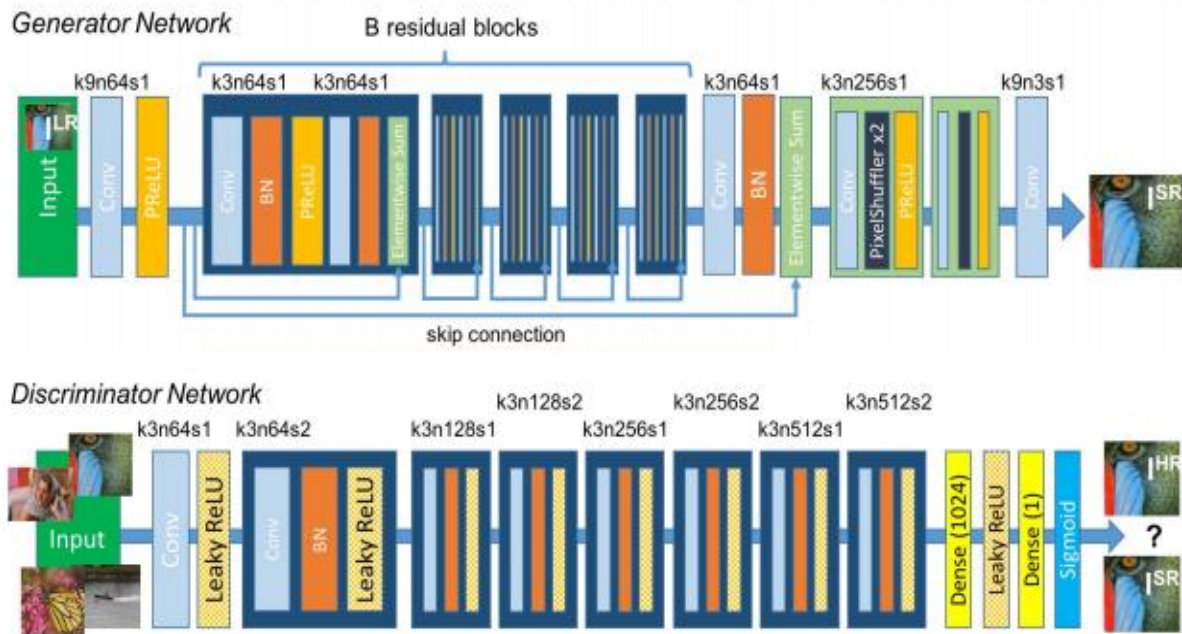 Generator Network
B residual blocks
k9n64s1
k3n64s1
k3n64s1
k3n64s1
k3n256s1
k9n3s1
Input
I^LR
Conv
PReLU
Conv
BN
PReLU
Elementwise Sum
Conv
BN
Elementwise Sum
Conv
PixelShuffler x2
PReLU
Conv
I^SR
skip connection
Discriminator Network
k3n128s2
k3n256s2
k3n512s2
k3n64s1
k3n64s2
k3n128s1
k3n256s1
k3n512s1
Input
Conv
Leaky ReLU
Conv
BN
Leaky ReLU
Dense (1024)
Leaky ReLU
Dense (1)
Sigmoid
I^HR
?
I^SR